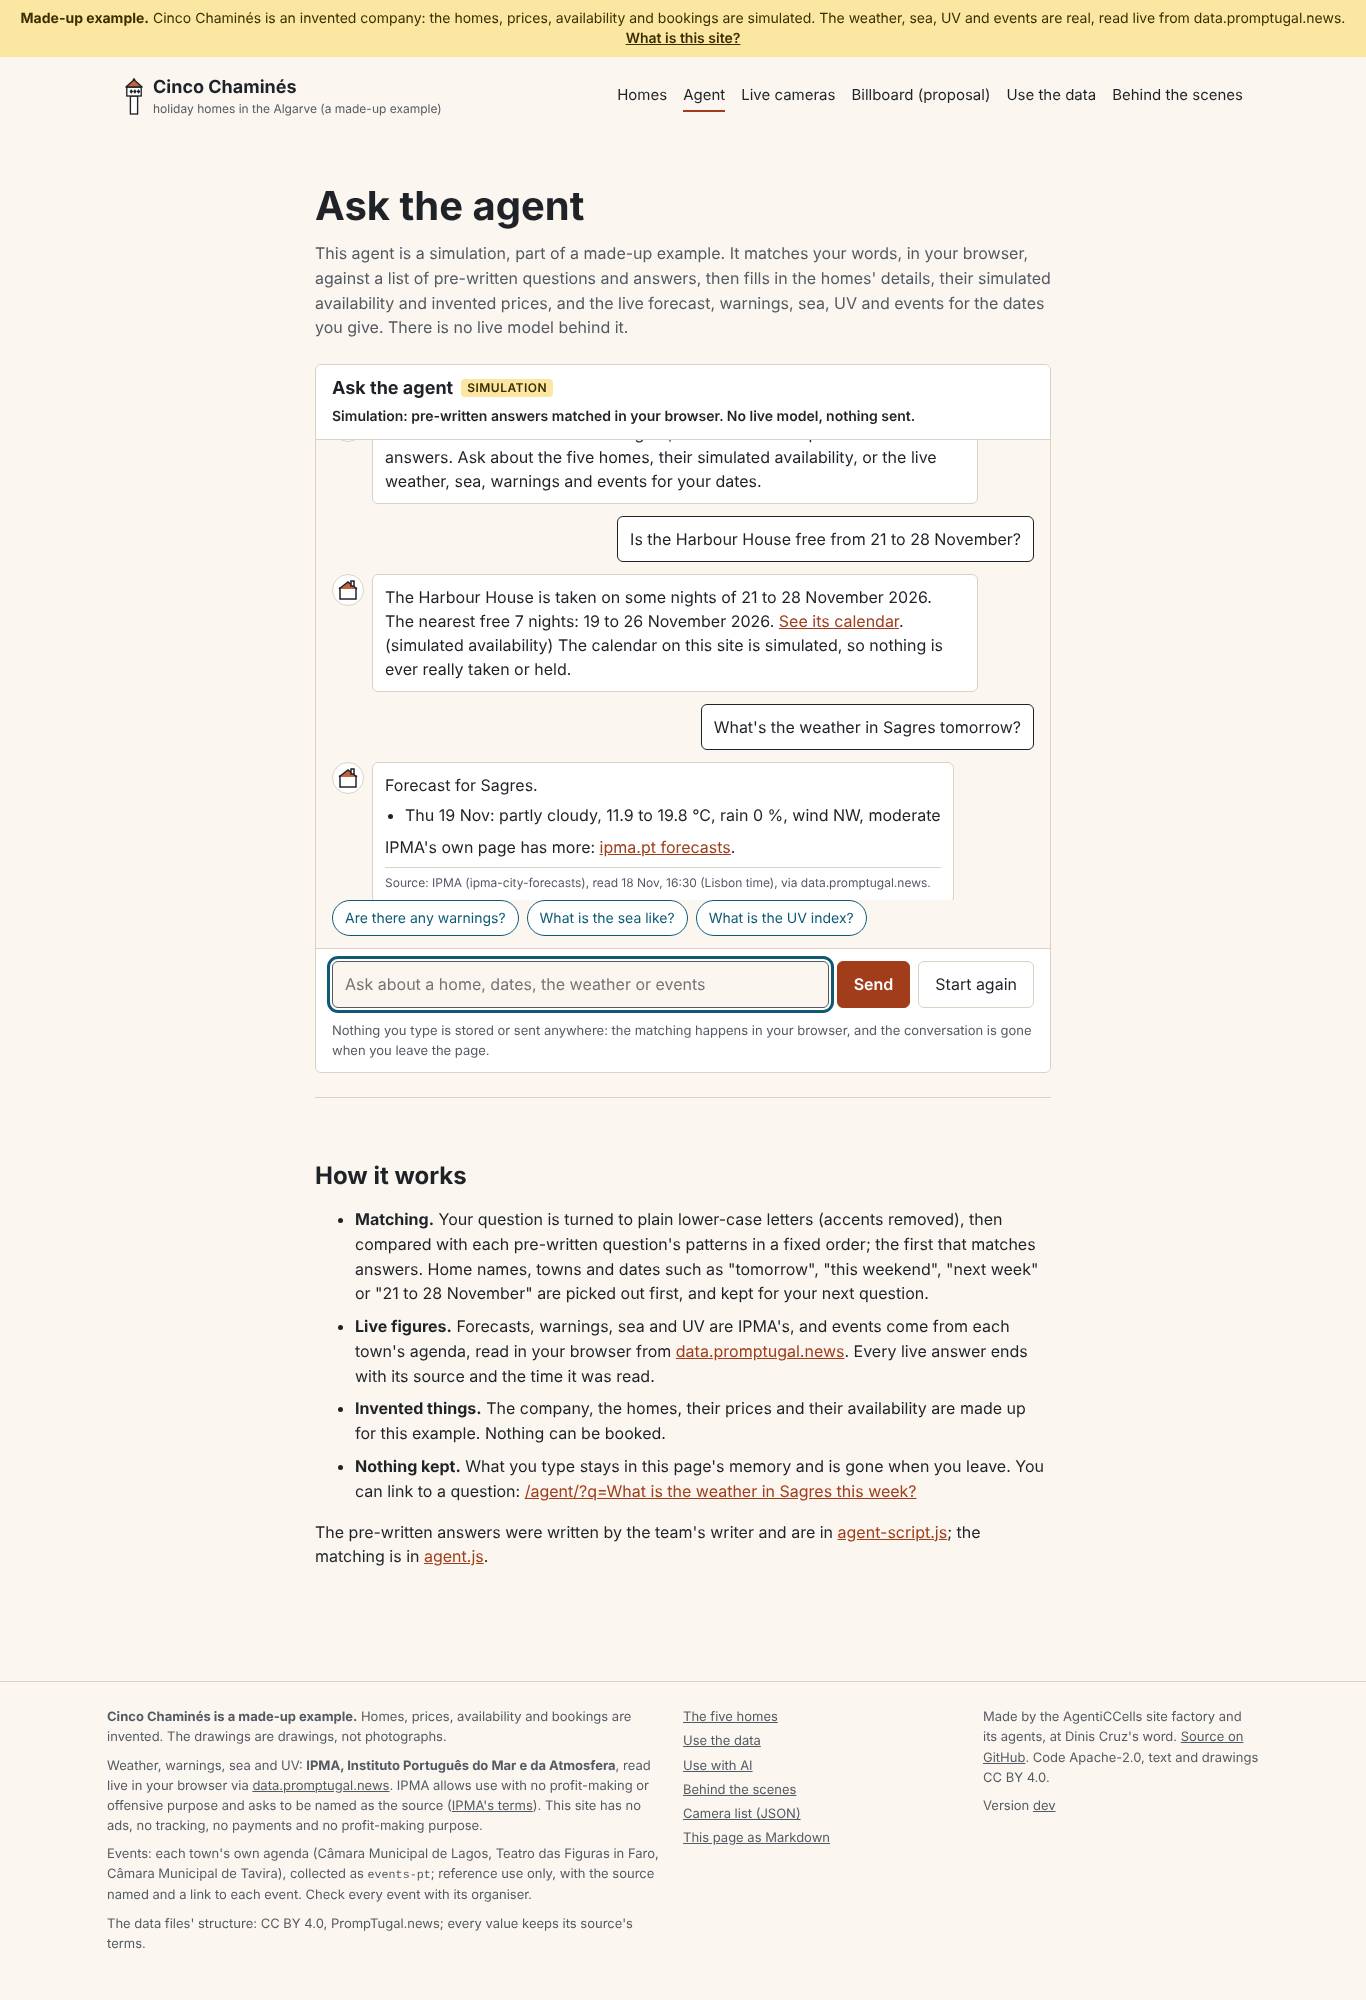 Made-up example. Cinco Chaminés is an invented company: the homes, prices, availability and bookings are simulated. The weather, sea, UV and events are real, read live from data.promptugal.news.
What is this site?
Cinco Chaminés
holiday homes in the Algarve (a made-up example)
Homes Agent Live cameras Billboard (proposal) Use the data Behind the scenes
Ask the agent
This agent is a simulation, part of a made-up example. It matches your words, in your browser,
against a list of pre-written questions and answers, then fills in the homes' details, their simulated
availability and invented prices, and the live forecast, warnings, sea, UV and events for the dates
you give. There is no live model behind it.
Ask the agent SIMULATION
Simulation: pre-written answers matched in your browser. No live model, nothing sent.
answers. Ask about the five homes, their simulated availability, or the live
weather, sea, warnings and events for your dates.
Is the Harbour House free from 21 to 28 November?
The Harbour House is taken on some nights of 21 to 28 November 2026.
The nearest free 7 nights: 19 to 26 November 2026. See its calendar.
(simulated availability) The calendar on this site is simulated, so nothing is
ever really taken or held.
What's the weather in Sagres tomorrow?
Forecast for Sagres.
• Thu 19 Nov: partly cloudy, 11.9 to 19.8 °C, rain 0 %, wind NW, moderate
IPMA's own page has more: ipma.pt forecasts.
Source: IPMA (ipma-city-forecasts), read 18 Nov, 16:30 (Lisbon time), via data.promptugal.news.
Are there any warnings? What is the sea like? What is the UV index?
Ask about a home, dates, the weather or events Send Start again
Nothing you type is stored or sent anywhere: the matching happens in your browser, and the conversation is gone
when you leave the page.
How it works
• Matching. Your question is turned to plain lower-case letters (accents removed), then
compared with each pre-written question's patterns in a fixed order; the first that matches
answers. Home names, towns and dates such as "tomorrow", "this weekend", "next week"
or "21 to 28 November" are picked out first, and kept for your next question.
• Live figures. Forecasts, warnings, sea and UV are IPMA's, and events come from each
town's agenda, read in your browser from data.promptugal.news. Every live answer ends
with its source and the time it was read.
• Invented things. The company, the homes, their prices and their availability are made up
for this example. Nothing can be booked.
• Nothing kept. What you type stays in this page's memory and is gone when you leave. You
can link to a question: /agent/?q=What is the weather in Sagres this week?
The pre-written answers were written by the team's writer and are in agent-script.js; the
matching is in agent.js.
Cinco Chaminés is a made-up example. Homes, prices, availability and bookings are
invented. The drawings are drawings, not photographs.
Weather, warnings, sea and UV: IPMA, Instituto Português do Mar e da Atmosfera, read
live in your browser via data.promptugal.news. IPMA allows use with no profit-making or
offensive purpose and asks to be named as the source (IPMA's terms). This site has no
ads, no tracking, no payments and no profit-making purpose.
Events: each town's own agenda (Câmara Municipal de Lagos, Teatro das Figuras in Faro,
Câmara Municipal de Tavira), collected as events-pt; reference use only, with the source
named and a link to each event. Check every event with its organiser.
The data files' structure: CC BY 4.0, PrompTugal.news; every value keeps its source's
terms.
The five homes
Use the data
Use with AI
Behind the scenes
Camera list (JSON)
This page as Markdown
Made by the AgentiCCells site factory and
its agents, at Dinis Cruz's word. Source on
GitHub. Code Apache-2.0, text and drawings
CC BY 4.0.
Version dev